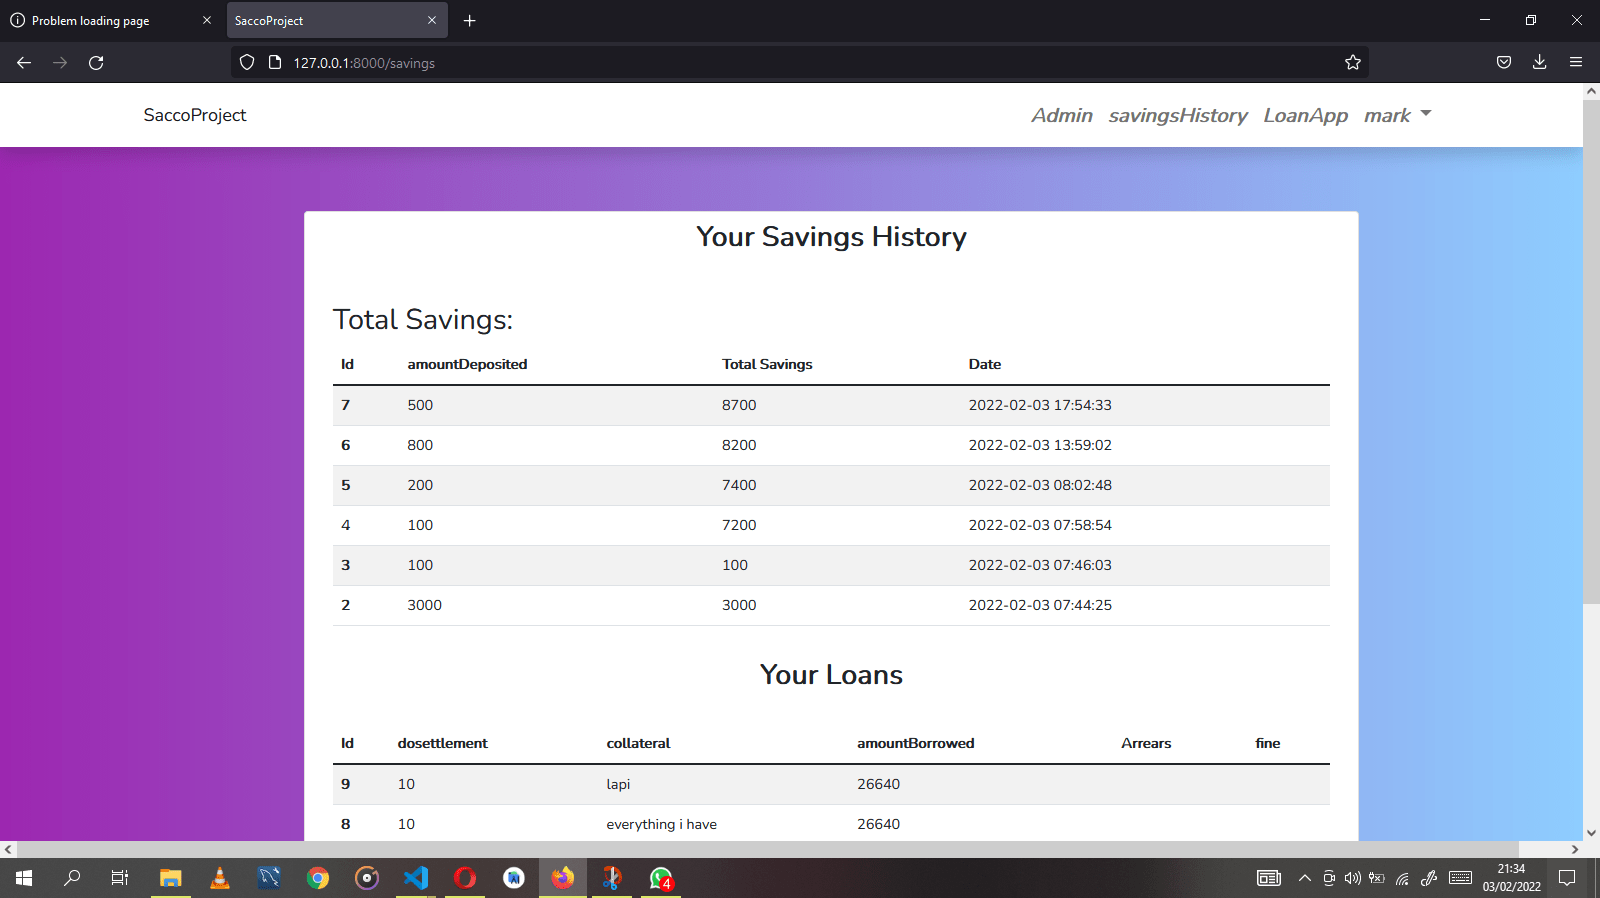 Problem loading page
SaccoProject
127.0.0.1:8000/savings
SaccoProject
Admin savingsHistory LoanApp mark
Your Savings History
Total Savings:
Id amountDeposited Total Savings Date
7 500 8700 2022-02-03 17:54:33
6 800 8200 2022-02-03 13:59:02
5 200 7400 2022-02-03 08:02:48
4 100 7200 2022-02-03 07:58:54
3 100 100 2022-02-03 07:46:03
2 3000 3000 2022-02-03 07:44:25
Your Loans
Id dosettlement collateral amountBorrowed Arrears fine
9 10 lapi 26640
8 10 everything i have 26640
4
21:34
03/02/2022